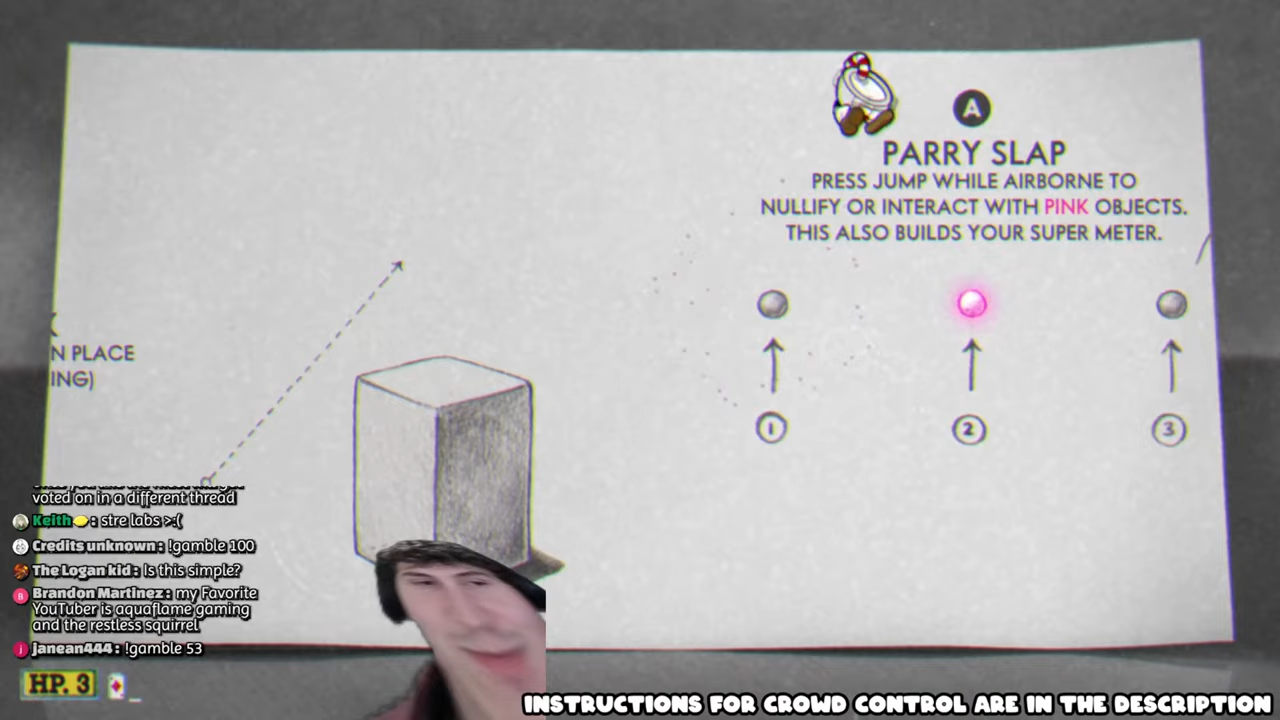 A
PARRY SLAP
PRESS JUMP WHILE AIRBORNE TO
NULLIFY OR INTERACT WITH PINK OBJECTS.
THIS ALSO BUILDS YOUR SUPER METER.
N PLACE
ING)
1 2 3
voted on in a different thread
Keith: stre labs >:(
Credits unknown: !gamble 100
The Logan kid: Is this simple?
Brandon Martinez: my Favorite
YouTuber is aquaflame gaming
and the restless squirrel
janean444: !gamble 53
HP. 3
INSTRUCTIONS FOR CROWD CONTROL ARE IN THE DESCRIPTION